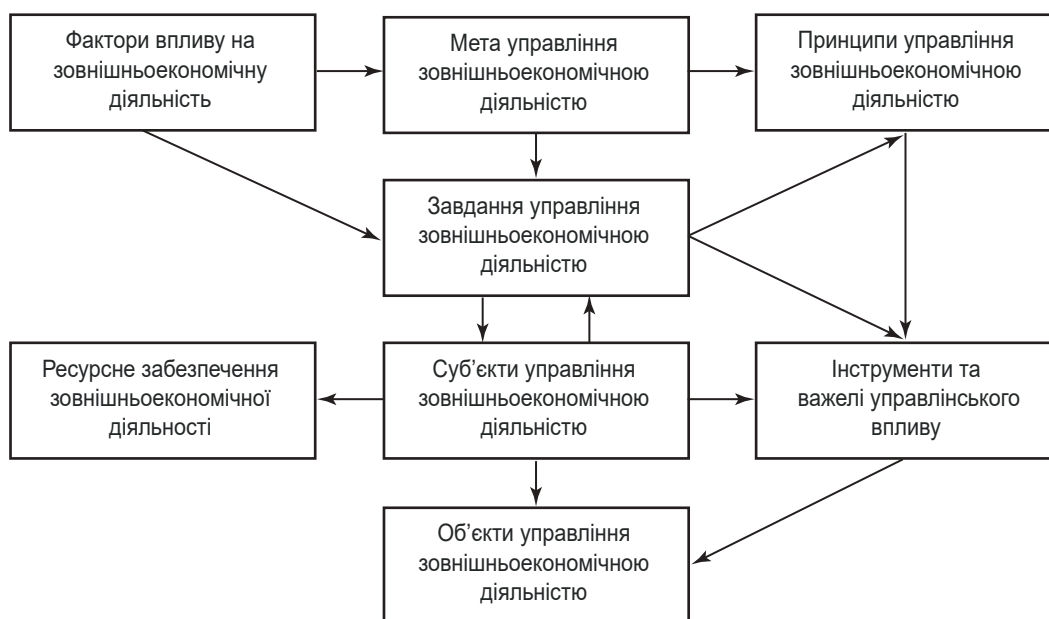 Фактори впливу на
зовнішньоекономічну
діяльність
Мета управління
зовнішньоекономічною
діяльністю
Принципи управління
зовнішньоекономічною
діяльністю
Завдання управління
зовнішньоекономічною
діяльністю
Ресурсне забезпечення
зовнішньоекономічної
діяльності
Суб’єкти управління
зовнішньоекономічною
діяльністю
Інструменти та
важелі управлінського
впливу
Об’єкти управління
зовнішньоекономічною
діяльністю